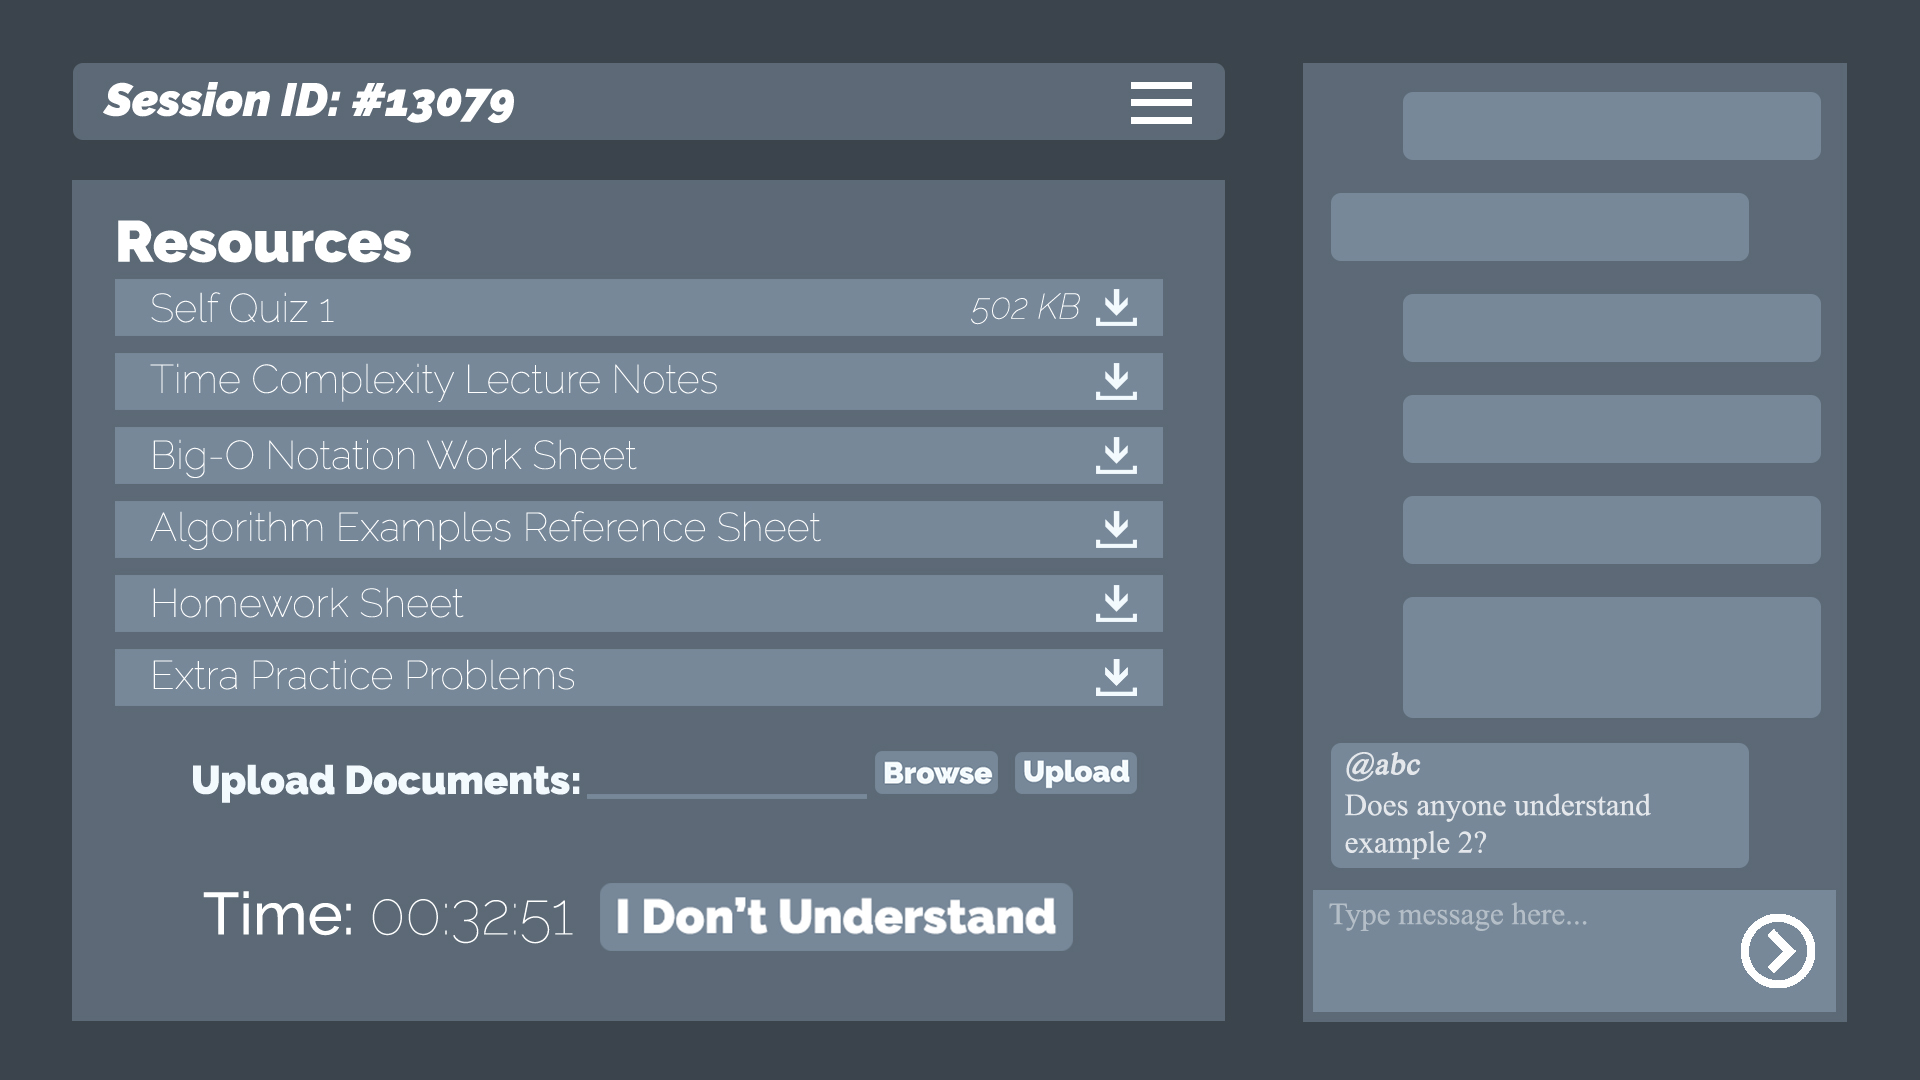 Session ID: #13079
Resources
Self Quiz 1 502 KB
Time Complexity Lecture Notes
Big-O Notation Work Sheet
Algorithm Examples Reference Sheet
Homework Sheet
Extra Practice Problems
Upload Documents: Browse Upload
Time: 00:32:51 I Don't Understand
@abc
Does anyone understand
example 2?
Type message here...